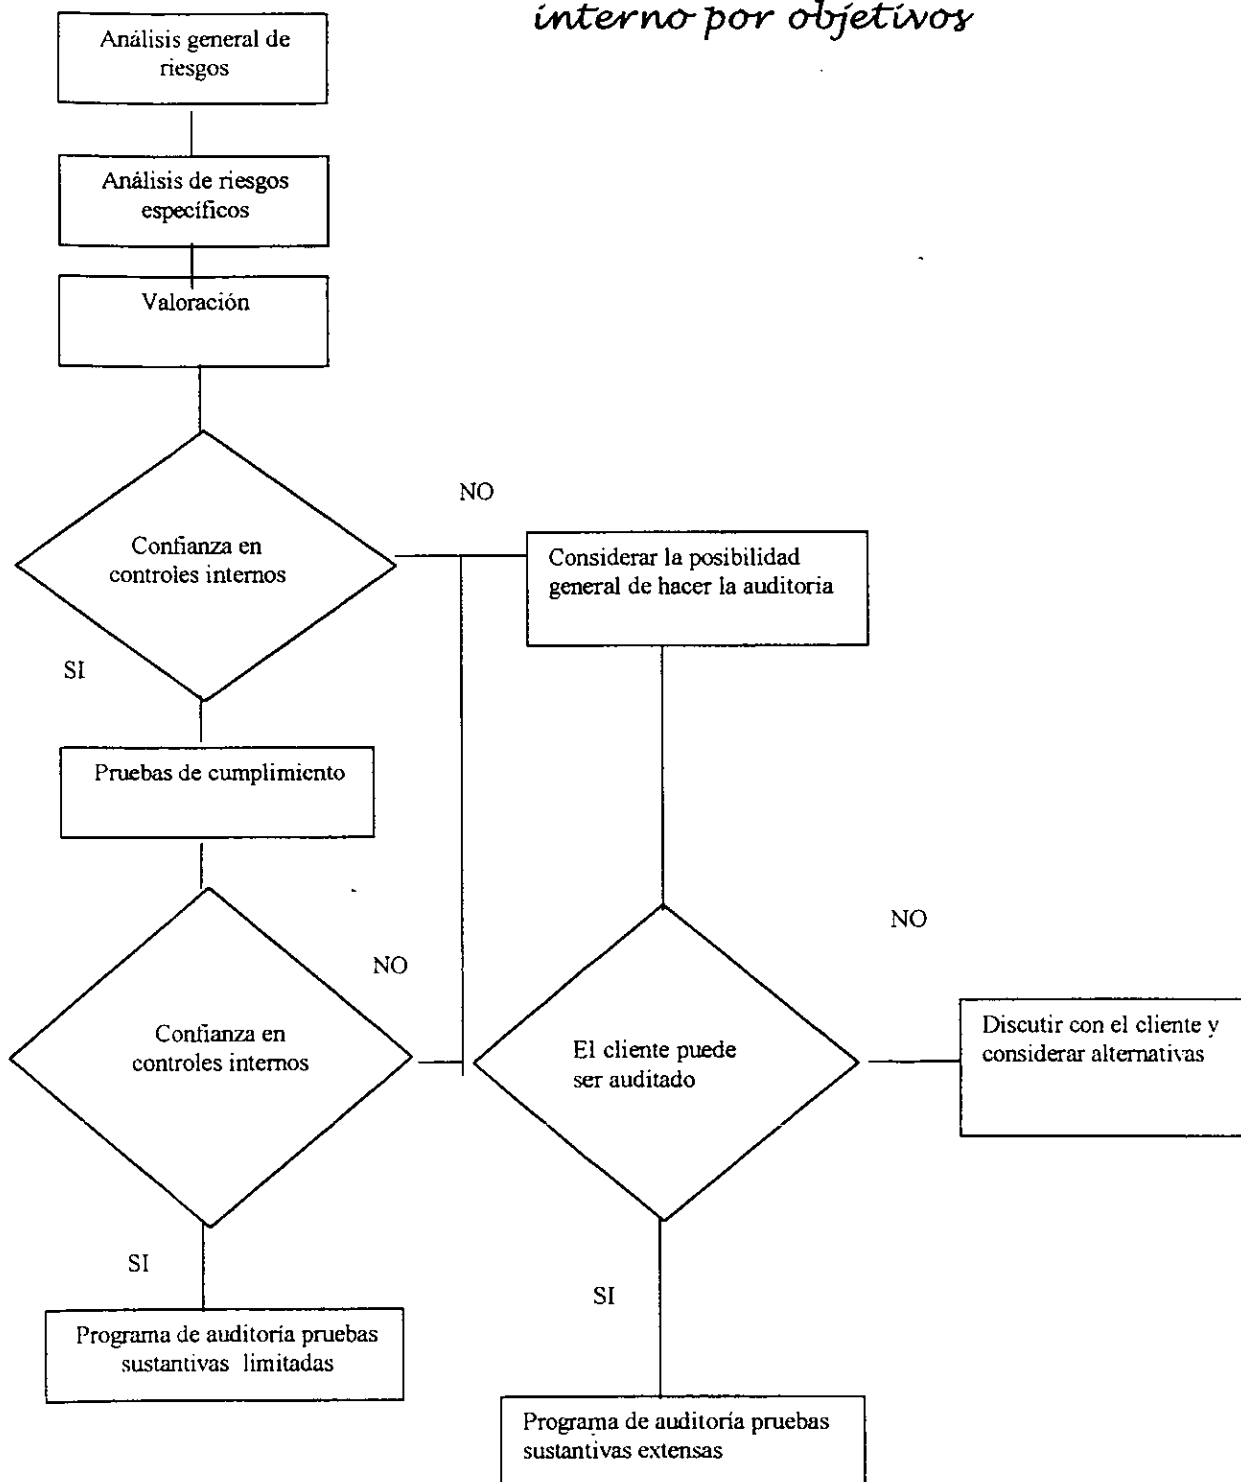 interno por objetivos
Análisis general de
riesgos
Análisis de riesgos
específicos
Valoración
NO
Confianza en
controles internos
Considerar la posibilidad
general de hacer la auditoria
SI
Pruebas de cumplimiento
NO
NO
Confianza en
controles internos
El cliente puede
ser auditado
Discutir con el cliente y
considerar alternativas
SI
SI
Programa de auditoría pruebas
sustantivas limitadas
Programa de auditoría pruebas
sustantivas extensas